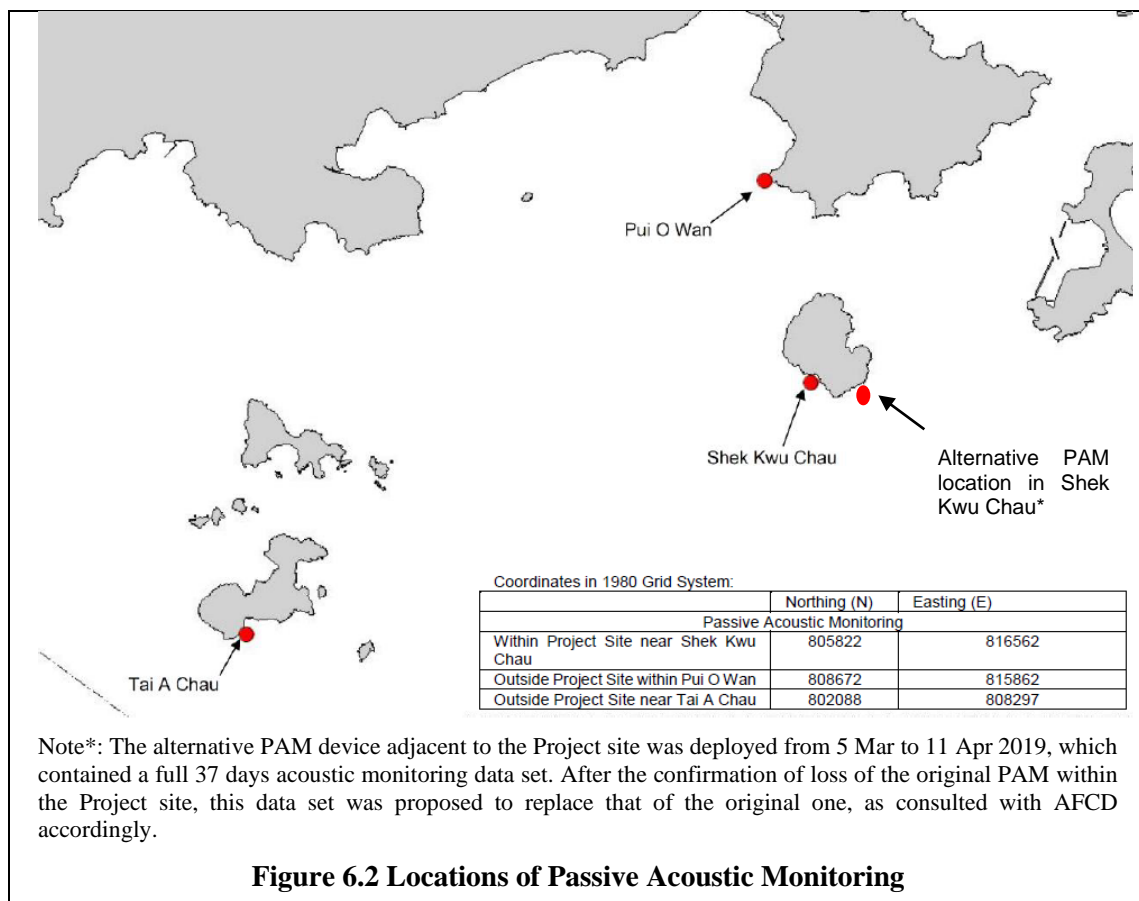 Pui O Wan
Shek Kwu Chau
Alternative PAM
location in Shek
Kwu Chau*
Tai A Chau
Coordinates in 1980 Grid System:
Northing (N) Easting (E)
Passive Acoustic Monitoring
Within Project Site near Shek Kwu 805822 816562
Chau
Outside Project Site within Pui O Wan 808672 815862
Outside Project Site near Tai A Chau 802088 808297
Note*: The alternative PAM device adjacent to the Project site was deployed from 5 Mar to 11 Apr 2019, which
contained a full 37 days acoustic monitoring data set. After the confirmation of loss of the original PAM within
the Project site, this data set was proposed to replace that of the original one, as consulted with AFCD
accordingly.
Figure 6.2 Locations of Passive Acoustic Monitoring